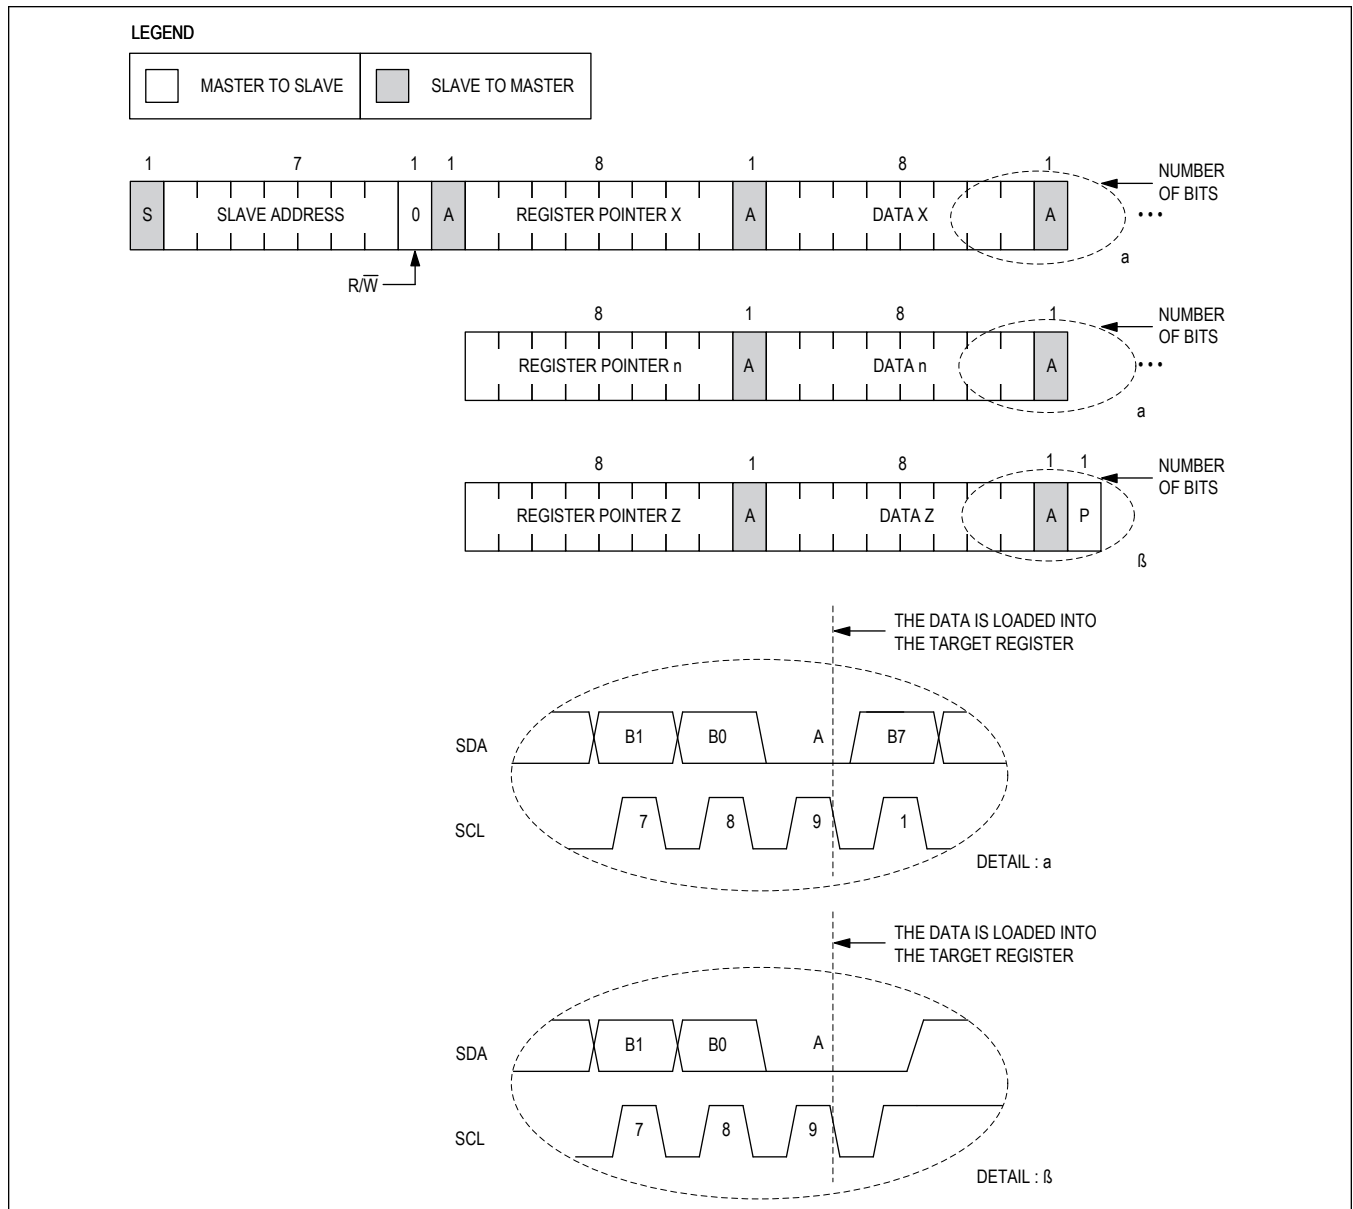 LEGEND
MASTER TO SLAVE SLAVE TO MASTER
1 7 1 1 8 1 8 1
NUMBER
OF BITS
S SLAVE ADDRESS 0 A REGISTER POINTER X A DATA X A •••
a
R/W̅
8 1 8 1
NUMBER
OF BITS
REGISTER POINTER n A DATA n A •••
a
8 1 8 1 1
NUMBER
OF BITS
REGISTER POINTER Z A DATA Z A P
ß
THE DATA IS LOADED INTO
THE TARGET REGISTER
SDA B1 B0 A B7
SCL 7 8 9 1
DETAIL : a
THE DATA IS LOADED INTO
THE TARGET REGISTER
SDA B1 B0 A
SCL 7 8 9
DETAIL : ß